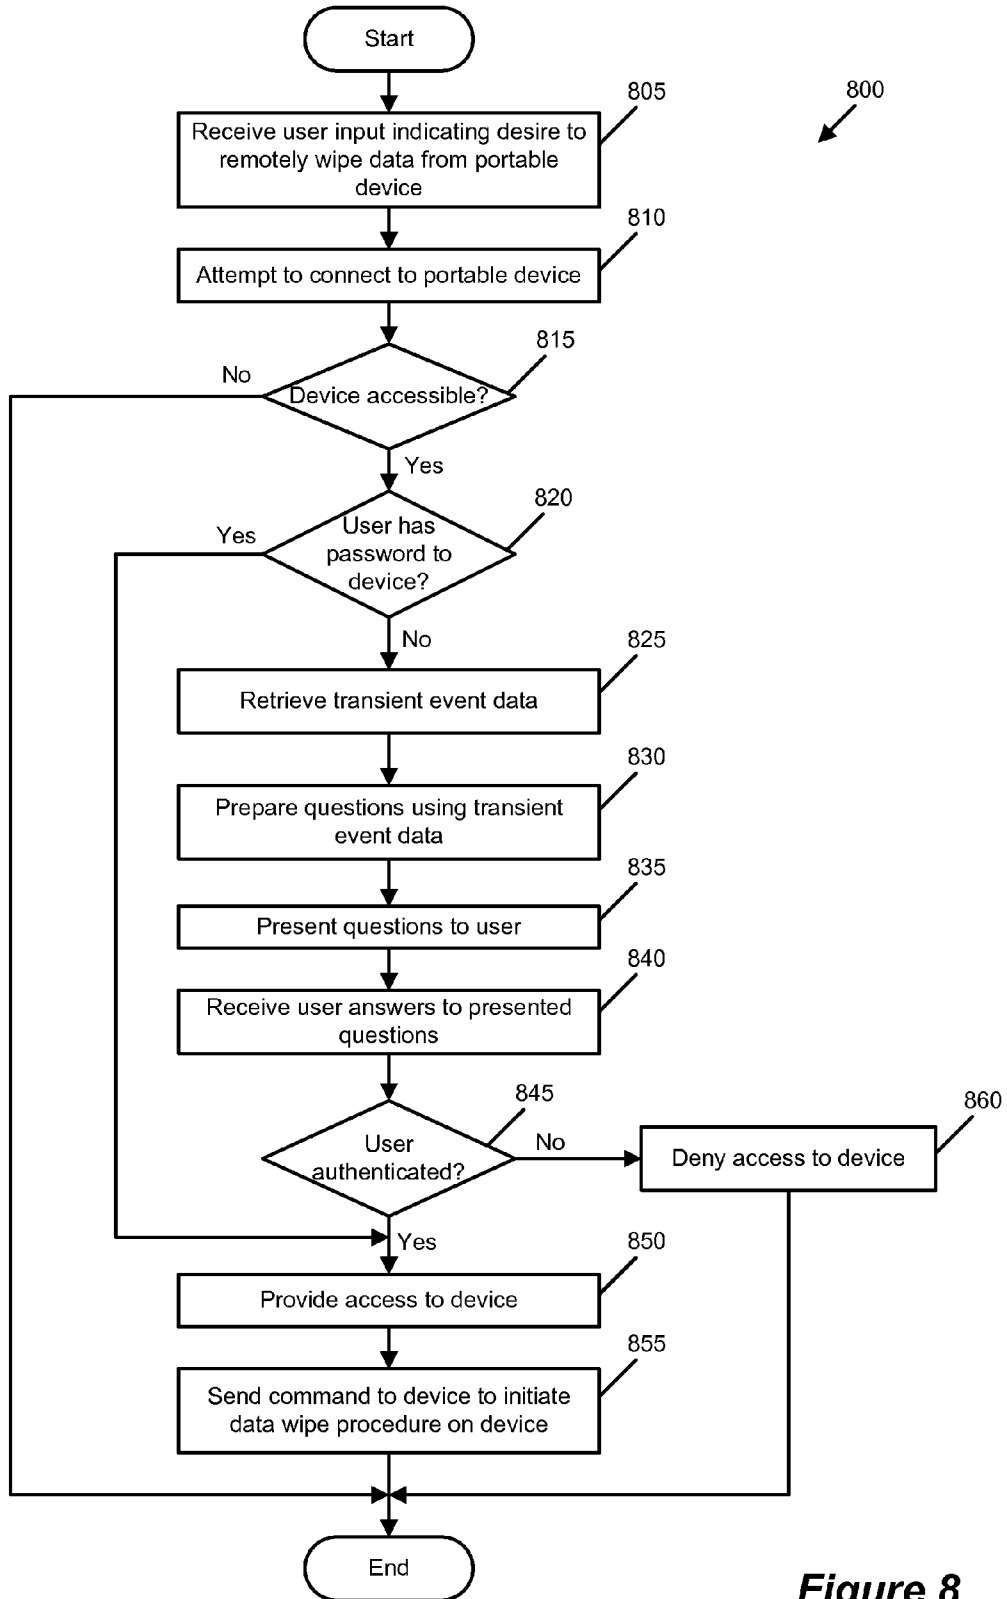 Start
800
805
Receive user input indicating desire to
remotely wipe data from portable
device
810
Attempt to connect to portable device
815
No
Device accessible?
Yes
820
Yes
User has
password to
device?
No
825
Retrieve transient event data
830
Prepare questions using transient
event data
835
Present questions to user
840
Receive user answers to presented
questions
845
860
User
authenticated?
No
Deny access to device
Yes
850
Provide access to device
855
Send command to device to initiate
data wipe procedure on device
End
Figure 8